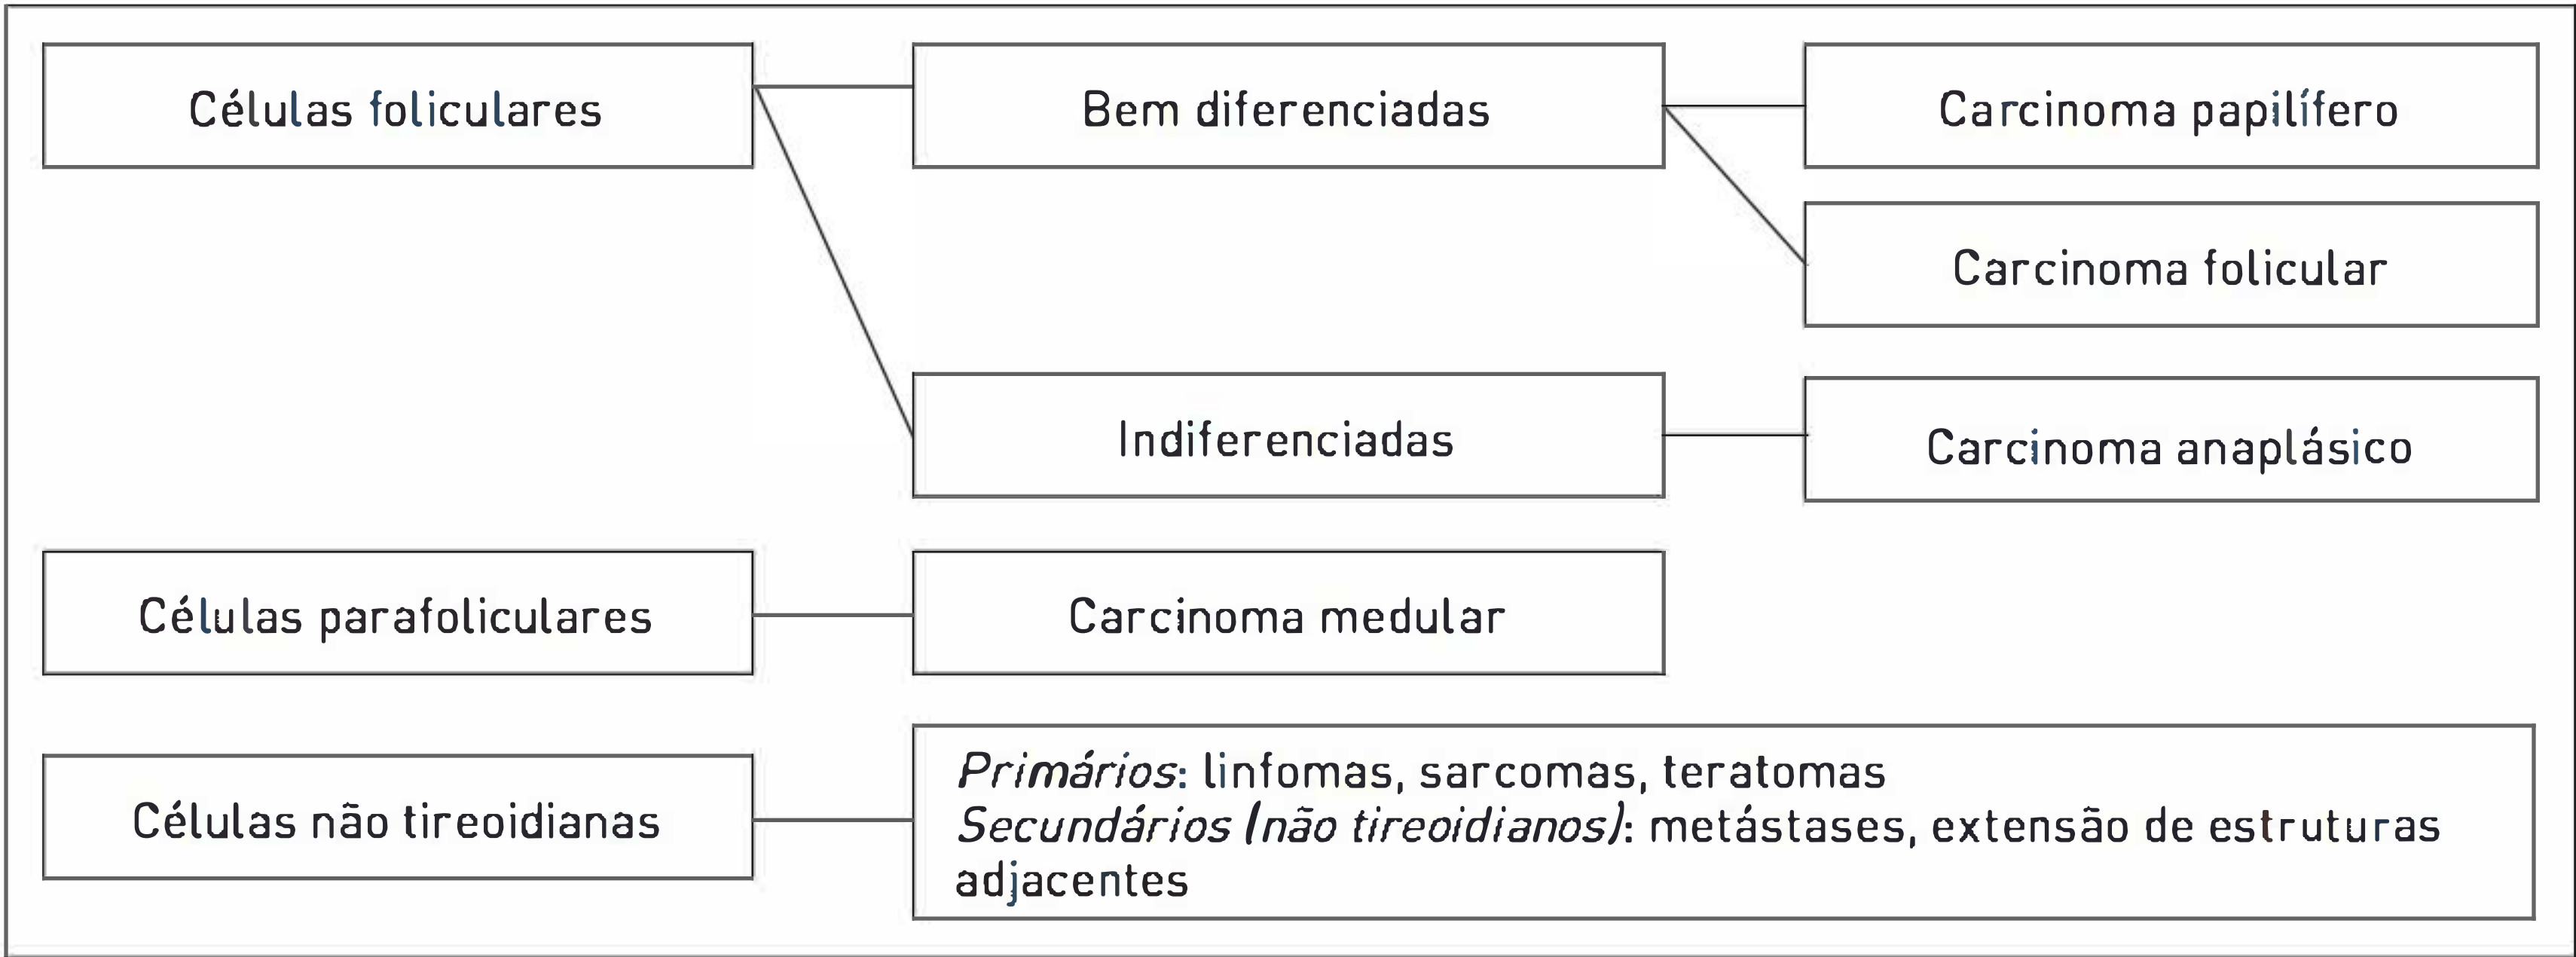 Células foliculares
Bem diferenciadas
Carcinoma papilífero
Carcinoma folicular
Indiferenciadas
Carcinoma anaplásico
Células parafoliculares
Carcinoma medular
Células não tireoidianas
Primários: linfomas, sarcomas, teratomas
Secundários (não tireoidianos): metástases, extensão de estruturas
adjacentes